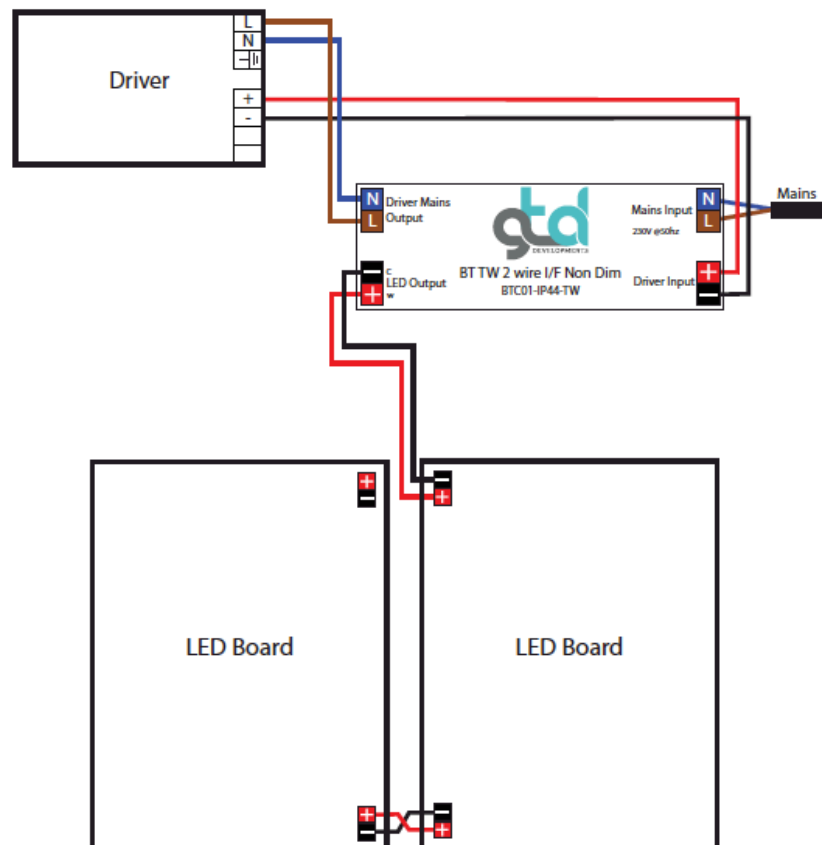 L
N
Driver
+
-
Mains
N
Driver Mains
Output
L
gtd
DEVELOPMENTS
Mains Input
230V @50hz
N
L
C
LED Output
W
BT TW 2 wire I/F Non Dim
BTC01-IP44-TW
Driver Input
+
-
-
+
+
-
-
+
LED Board
LED Board
+
-
-
+